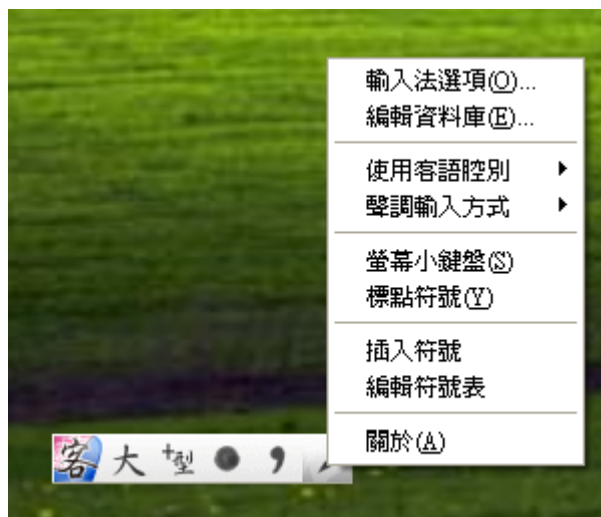 輸入法選項(O)...
編輯資料庫(E)...
使用客語腔別
聲調輸入方式
螢幕小鍵盤(S)
標點符號(Y)
插入符號
編輯符號表
關於(A)
客 大 +型 ，